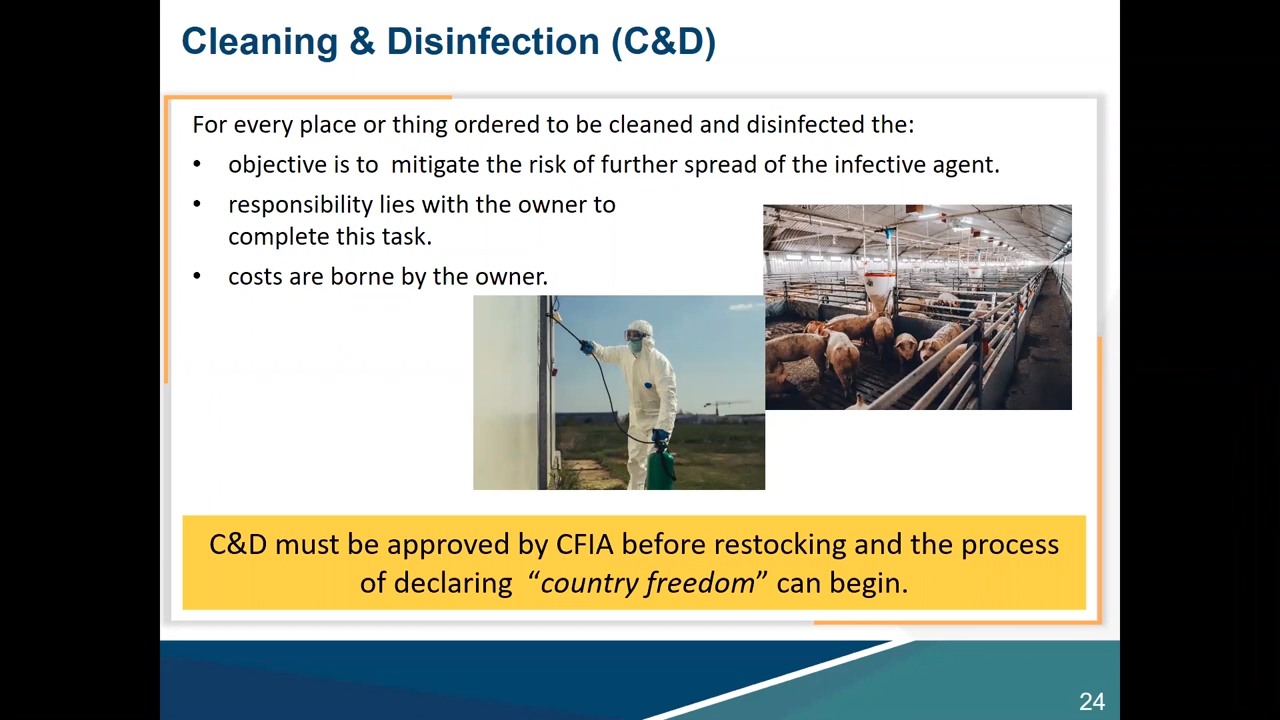 Cleaning & Disinfection (C&D)
For every place or thing ordered to be cleaned and disinfected the:
• objective is to  mitigate the risk of further spread of the infective agent.
• responsibility lies with the owner to
complete this task.
• costs are borne by the owner.
C&D must be approved by CFIA before restocking and the process
of declaring  “country freedom” can begin.
24